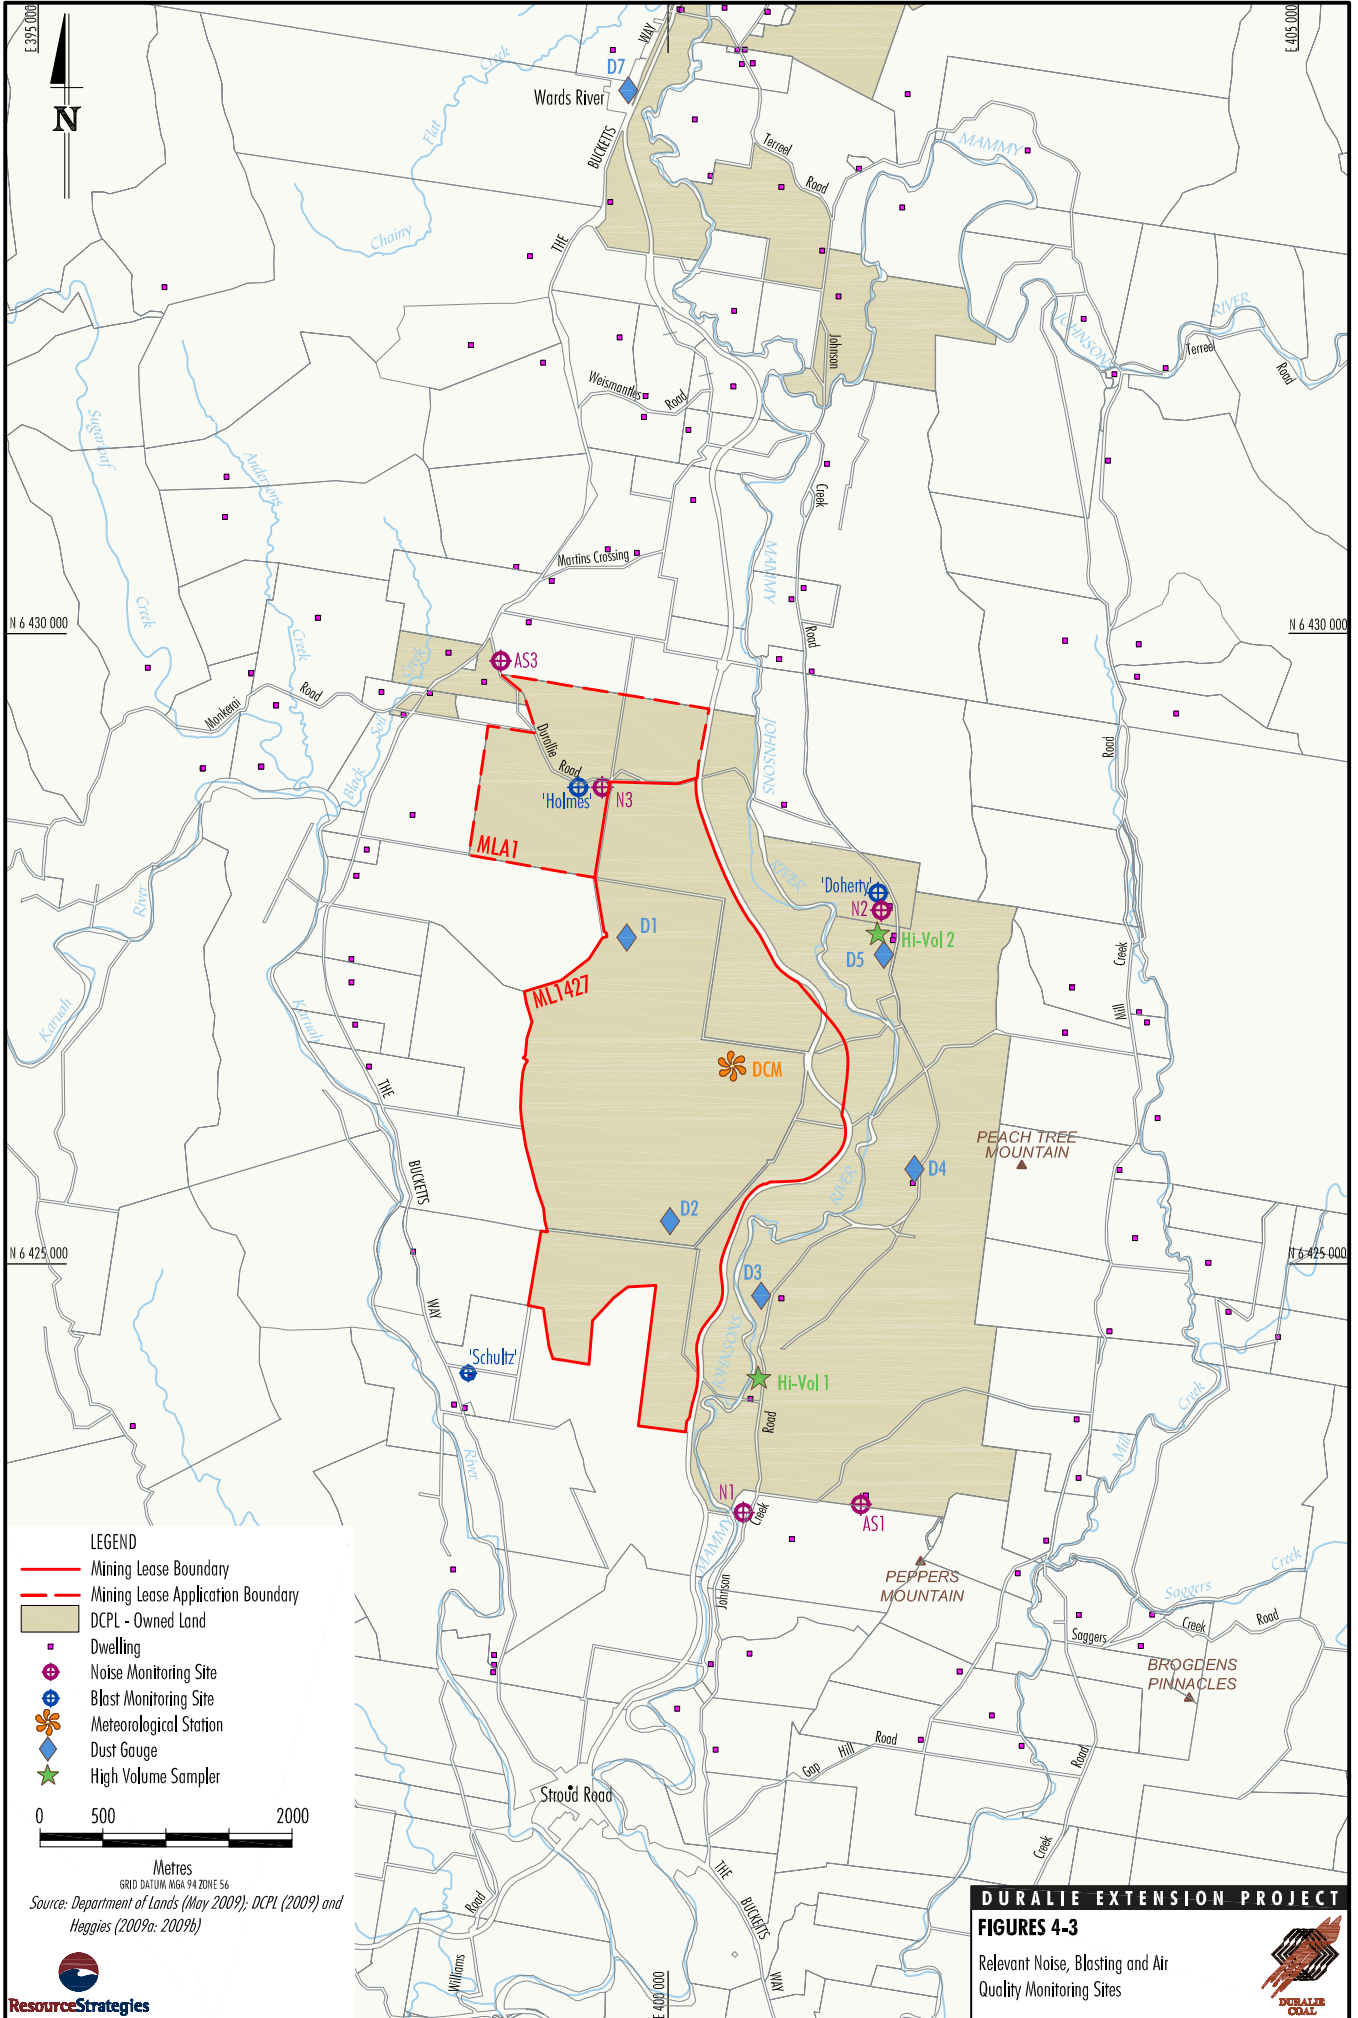 E 395 000
E 405 000
N
WAY
D7
Wards River
BUCKETTS
THE
Flat
Creek
Chainy
Terreel
Road
MAMMY
JOHNSONS
RIVER
Terreel
Road
Johnson
Weismantles
Road
Creek
Sugarloaf
Creek
Andersons
Creek
Martins Crossing
MAMMY
Road
N 6 430 000
N 6 430 000
AS3
Creek
Soil
Black
Monkerai
Road
Durallie
Road
'Holmes'
N3
JOHNSONS
Road
MLA1
RIVER
'Doherty'
N2
Hi-Vol 2
D5
D1
ML1427
River
Karuah
Karuah
Creek
Mill
DCM
THE
BUCKETTS
WAY
PEACH TREE
MOUNTAIN
D4
RIVER
D2
N 6 425 000
N 6 425 000
D3
JOHNSONS
'Schultz'
Hi-Vol 1
Road
Creek
Mill
River
N1
Creek
AS1
MAMMY
Johnson
PEPPERS
MOUNTAIN
Creek
Saggers
Saggers
Creek
Road
BROGDENS
PINNACLES
Gap
Hill
Road
Road
Creek
Stroud Road
THE
BUCKETTS
WAY
Road
Williams
E 400 000
LEGEND
Mining Lease Boundary
Mining Lease Application Boundary
DCPL - Owned Land
Dwelling
Noise Monitoring Site
Blast Monitoring Site
Meteorological Station
Dust Gauge
High Volume Sampler
0 500 2000
Metres
GRID DATUM MGA 94 ZONE 56
Source: Department of Lands (May 2009); DCPL (2009) and
Heggies (2009a: 2009b)
ResourceStrategies
DURALIE EXTENSION PROJECT
FIGURES 4-3
Relevant Noise, Blasting and Air
Quality Monitoring Sites
DURALIE
COAL